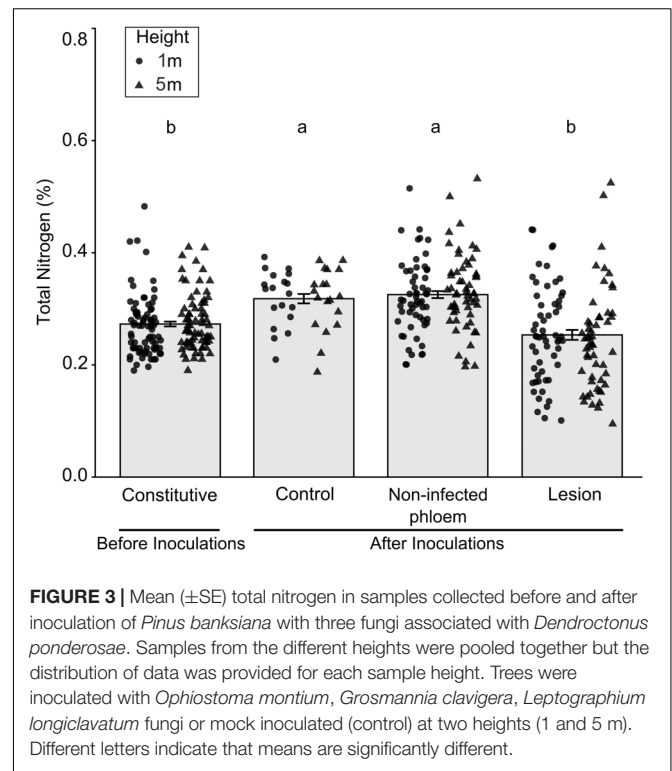 0.8
Height
1m
5m
b
a
a
b
0.6
Total Nitrogen (%)
0.4
0.2
0.0
Constitutive
Control
Non-infected
phloem
Lesion
Before Inoculations
After Inoculations
FIGURE 3 | Mean (±SE) total nitrogen in samples collected before and after
inoculation of Pinus banksiana with three fungi associated with Dendroctonus
ponderosae. Samples from the different heights were pooled together but the
distribution of data was provided for each sample height. Trees were
inoculated with Ophiostoma montium, Grosmannia clavigera, Leptographium
longiclavatum fungi or mock inoculated (control) at two heights (1 and 5 m).
Different letters indicate that means are significantly different.